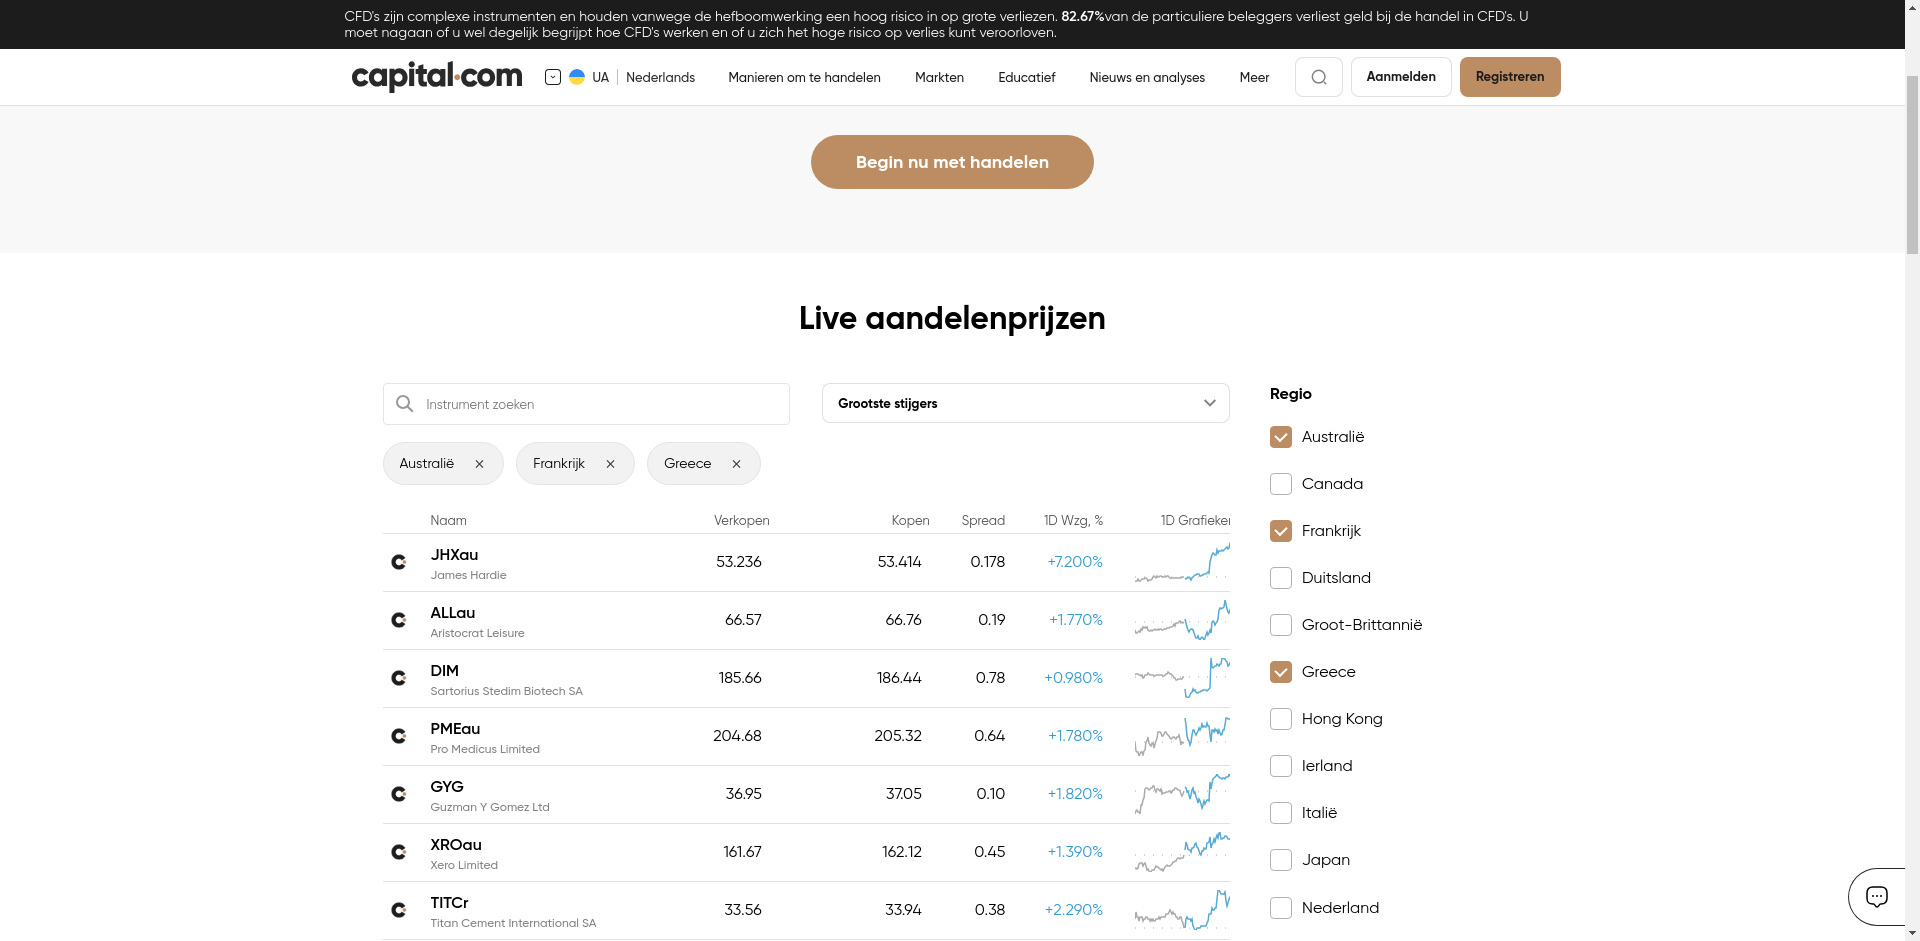 CFD's zijn complexe instrumenten en houden vanwege de hefboomwerking een hoog risico in op grote verliezen. 82.67%van de particuliere beleggers verliest geld bij de handel in CFD's. U
moet nagaan of u wel degelijk begrijpt hoe CFD's werken en of u zich het hoge risico op verlies kunt veroorloven.
capital.com UA Nederlands Manieren om te handelen Markten Educatief Nieuws en analyses Meer Aanmelden Registreren
Begin nu met handelen
Live aandelenprijzen
Instrument zoeken
Grootste stijgers
Australië Frankrijk Greece
Naam Verkopen Kopen Spread 1D Wzg, % 1D Grafieken
JHXau 53.236 53.414 0.178 +7.200%
James Hardie
ALLau 66.57 66.76 0.19 +1.770%
Aristocrat Leisure
DIM 185.66 186.44 0.78 +0.980%
Sartorius Stedim Biotech SA
PMEau 204.68 205.32 0.64 +1.780%
Pro Medicus Limited
GYG 36.95 37.05 0.10 +1.820%
Guzman Y Gomez Ltd
XROau 161.67 162.12 0.45 +1.390%
Xero Limited
TITCr 33.56 33.94 0.38 +2.290%
Titan Cement International SA
Regio
Australië
Canada
Frankrijk
Duitsland
Groot-Brittannië
Greece
Hong Kong
Ierland
Italië
Japan
Nederland